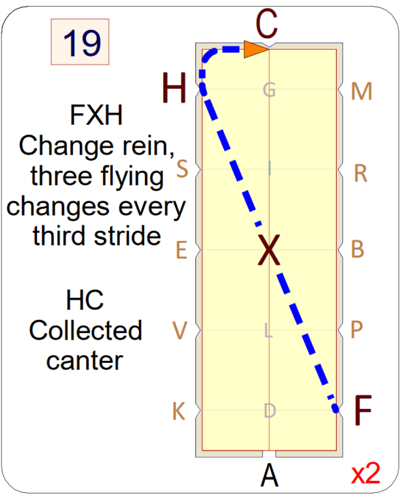 19
C
H
G
M
FXH
Change rein,
three flying
changes every
third stride
S
I
R
E
X
B
HC
Collected
canter
V
L
P
K
D
F
A
x2